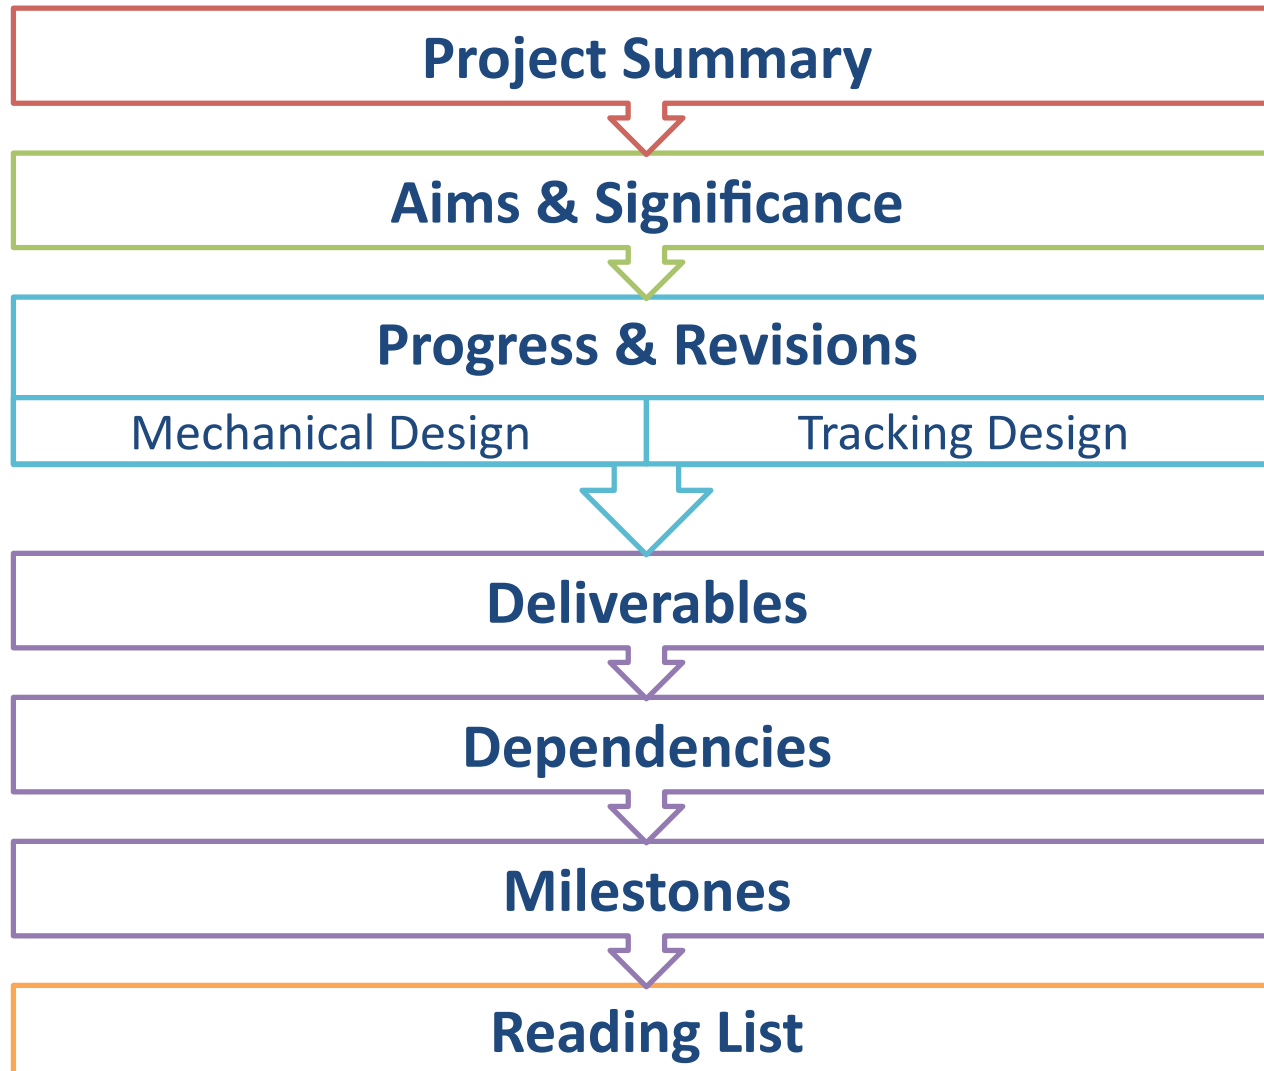 Project Summary
Aims & Significance
Progress & Revisions
Mechanical Design
Tracking Design
Deliverables
Dependencies
Milestones
Reading List